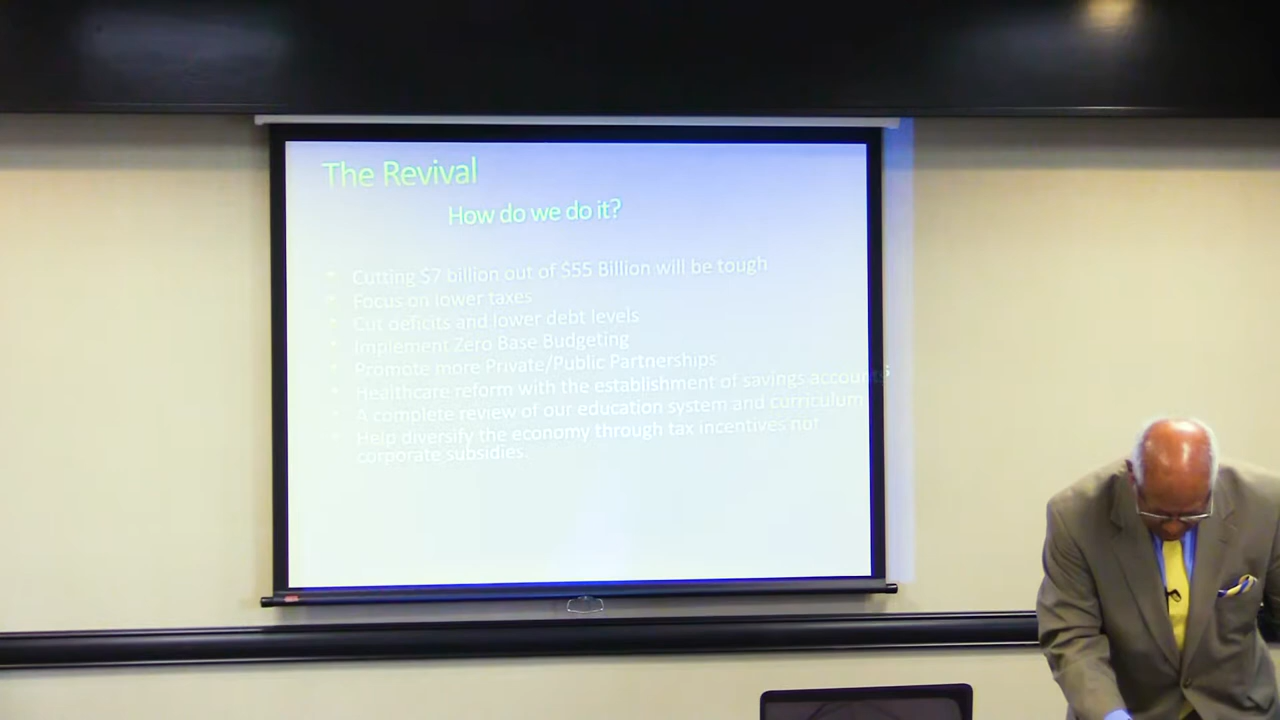 The Revival
How do we do it?
Cutting $7 billion out of $55 Billion will be tough
Focus on lower taxes
Cut deficits and lower debt levels
Implement Zero Base Budgeting
Promote more Private/Public Partnerships
Healthcare reform with the establishment of savings accounts
A complete review of our education system and curriculum
Help diversify the economy through tax incentives not
corporate subsidies.